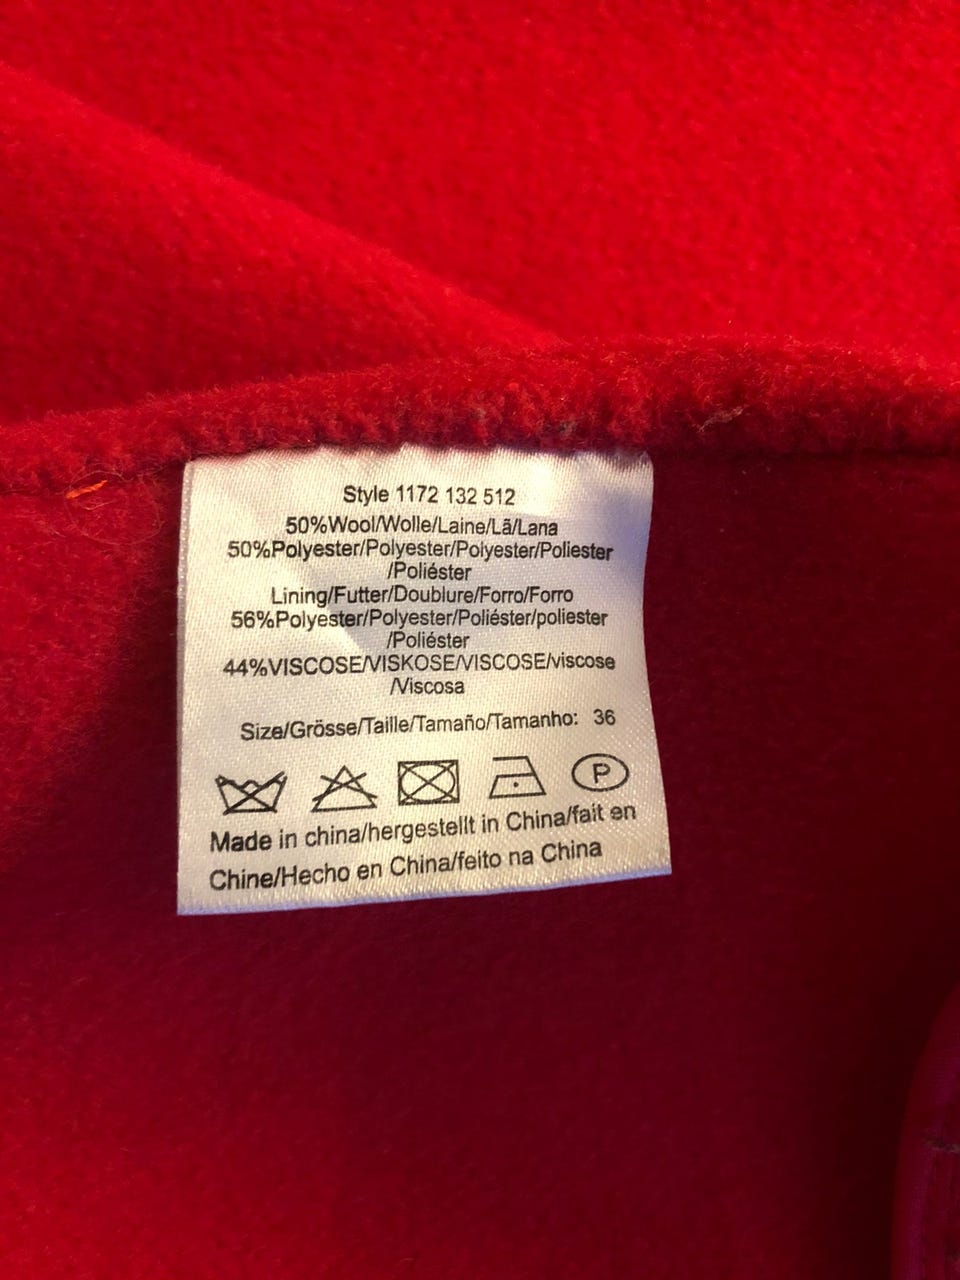 Style 1172 132 512
50%Wool/Wolle/Laine/Lã/Lana
50%Polyester/Polyester/Polyester/Poliester
/Poliéster
Lining/Futter/Doublure/Forro/Forro
56%Polyester/Polyester/Poliéster/poliester
/Poliéster
44%VISCOSE/VISKOSE/VISCOSE/viscose
/Viscosa
Size/Grösse/Taille/Tamaño/Tamanho: 36
P
Made in china/hergestellt in China/fait en
Chine/Hecho en China/feito na China